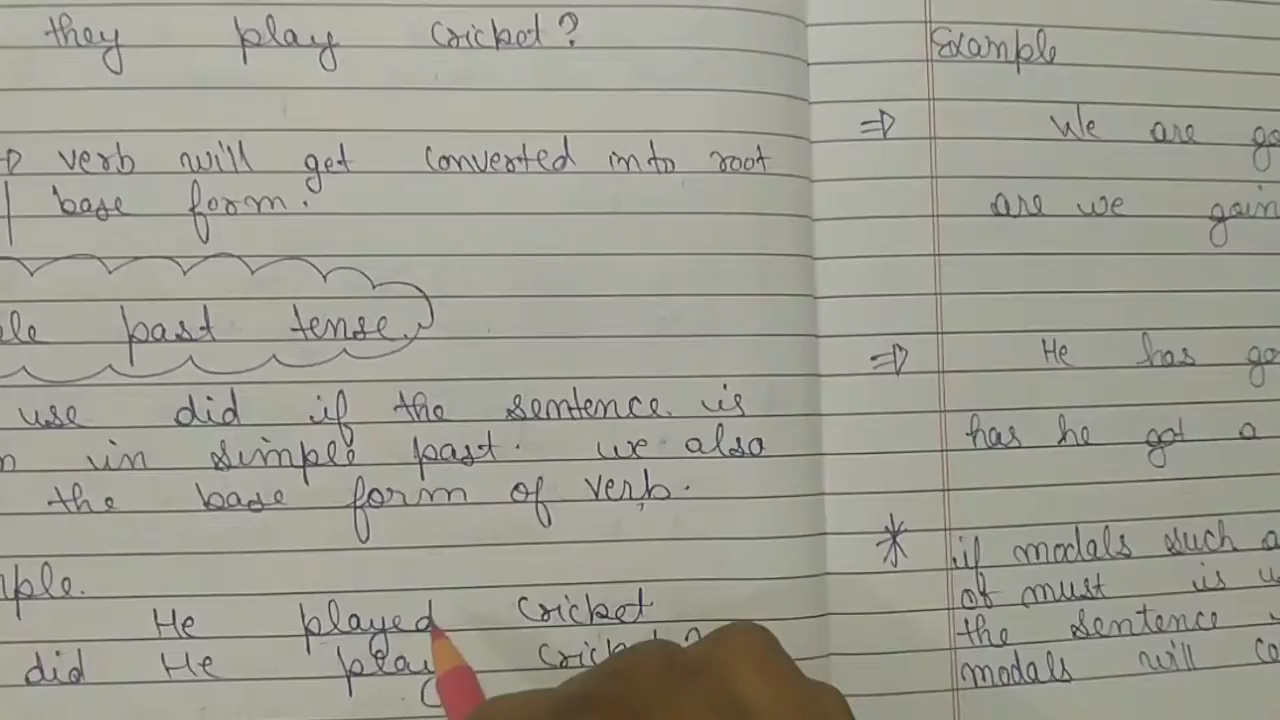 they play cricket?
verb will get converted into root
base form.
past tense.
use did if the sentence is
in simple past. we also
the base form of verb.
He played cricket
did He play
Example
⇒ We are
are we
⇒ He has
has he got a
* if modals such
of must is
the sentence
modals will